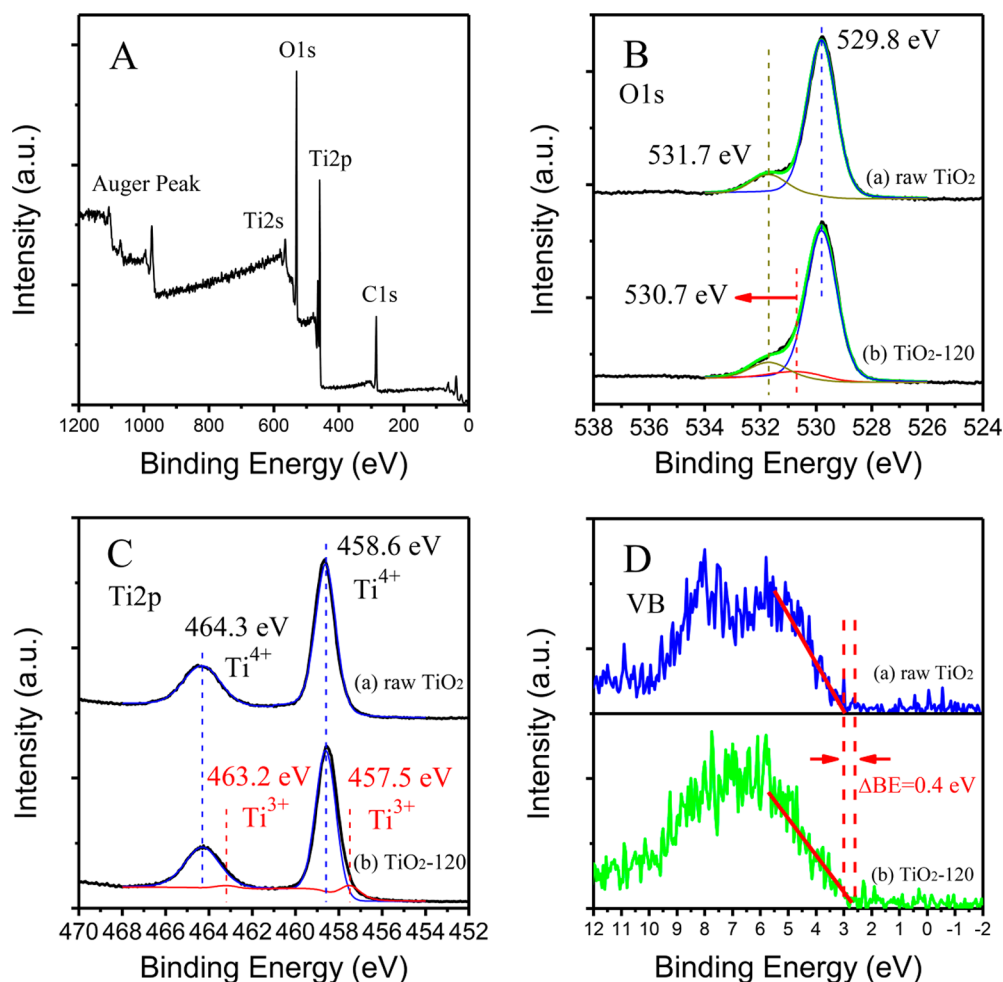 A
O1s
Ti2p
Auger Peak
Ti2s
C1s
Intensity (a.u.)
1200 1000 800 600 400 200 0
Binding Energy (eV)
B
O1s
529.8 eV
531.7 eV
(a) raw TiO₂
530.7 eV
(b) TiO₂-120
Intensity (a.u.)
538 536 534 532 530 528 526 524
Binding Energy (eV)
C
Ti2p
458.6 eV
Ti⁴⁺
464.3 eV
Ti⁴⁺
(a) raw TiO₂
463.2 eV
Ti³⁺
457.5 eV
Ti³⁺
(b) TiO₂-120
Intensity (a.u.)
470 468 466 464 462 460 458 456 454 452
Binding Energy (eV)
D
VB
(a) raw TiO₂
ΔBE=0.4 eV
(b) TiO₂-120
Intensity (a.u.)
12 11 10 9 8 7 6 5 4 3 2 1 0 -1 -2
Binding Energy (eV)